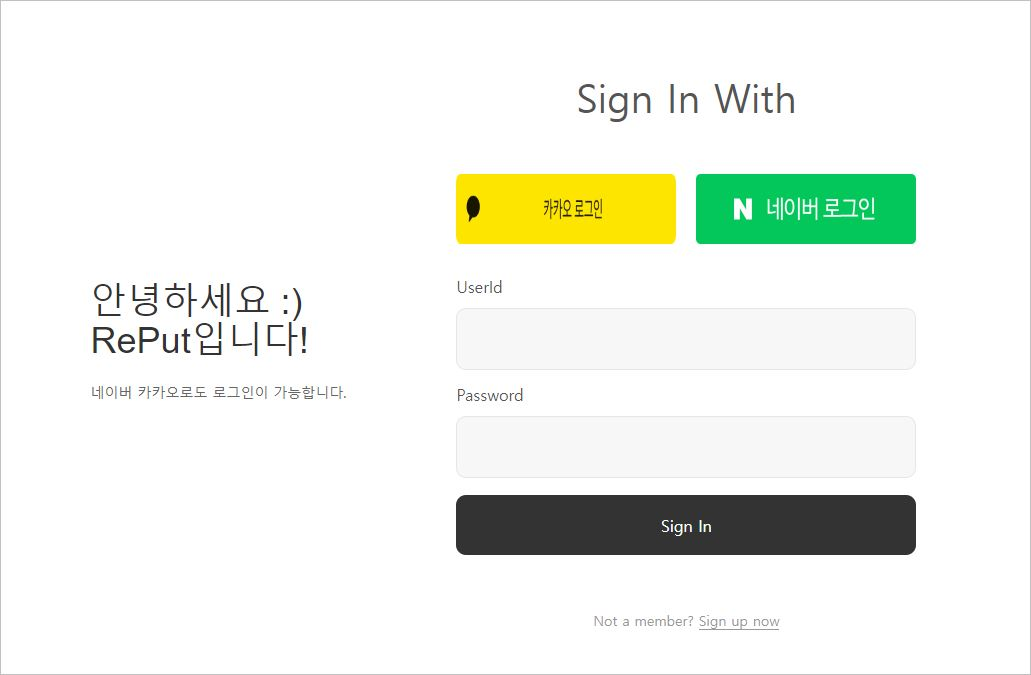 Sign In With
카카오 로그인
N 네이버 로그인
안녕하세요 :)
RePut입니다!
네이버 카카오로도 로그인이 가능합니다.
UserId
Password
Sign In
Not a member? Sign up now